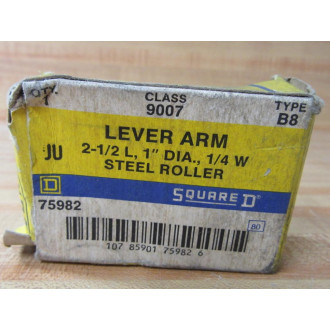 QTY. CLASS TYPE
1 9007 B8
LEVER ARM
JU 2-1/2 L, 1" DIA., 1/4 W
STEEL ROLLER
D SQUARE D
75982
80
107 85901 75982 6